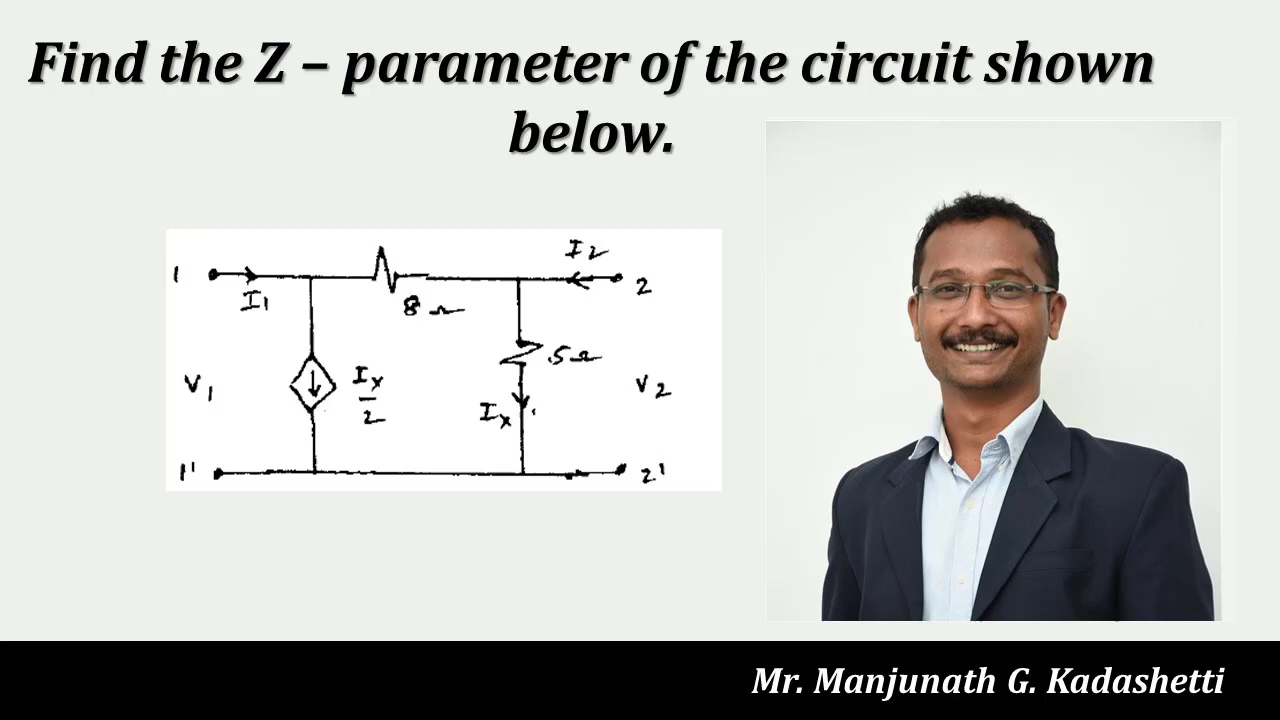 Find the Z – parameter of the circuit shown
below.
I2
1
I1
8 Ω
2
5Ω
V1
Ix
2
Ix
V2
1'
2'
Mr. Manjunath G. Kadashetti